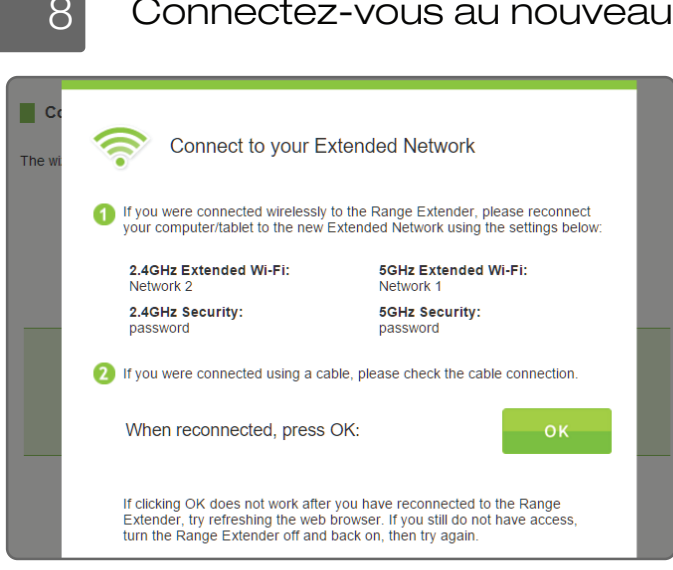 8 Connectez-vous au nouveau
Connect to your Extended Network
1 If you were connected wirelessly to the Range Extender, please reconnect
your computer/tablet to the new Extended Network using the settings below:
2.4GHz Extended Wi-Fi: 5GHz Extended Wi-Fi:
Network 2 Network 1
2.4GHz Security: 5GHz Security:
password password
2 If you were connected using a cable, please check the cable connection.
When reconnected, press OK: OK
If clicking OK does not work after you have reconnected to the Range
Extender, try refreshing the web browser. If you still do not have access,
turn the Range Extender off and back on, then try again.
The